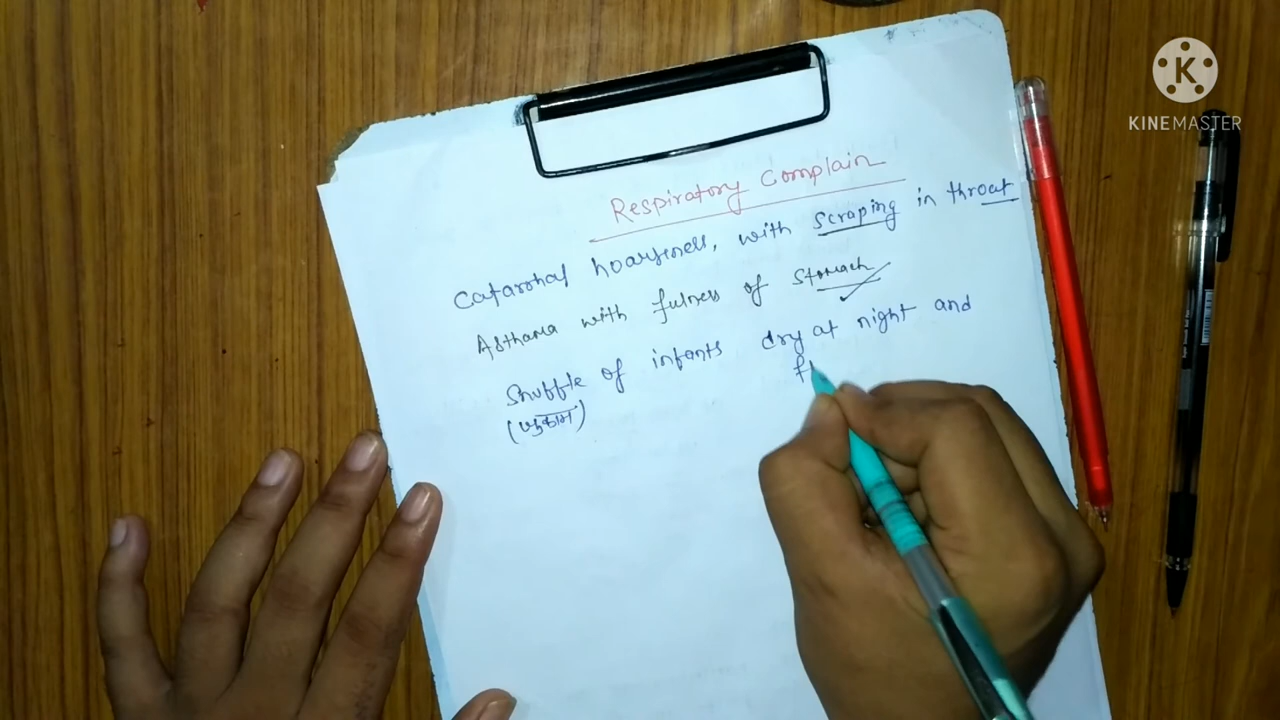 Respiratory Complain
Catarrhal hoarseness, with scraping in throat
Asthama with fulness of Stomach
Snuffle of infants dry at night and
fl
KINEMASTER